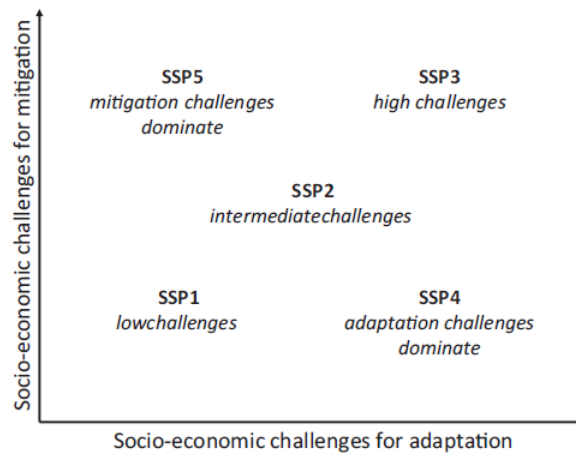 Socio-economic challenges for mitigation
SSP5
mitigation challenges
dominate
SSP3
high challenges
SSP2
intermediatechallenges
SSP1
lowchallenges
SSP4
adaptation challenges
dominate
Socio-economic challenges for adaptation